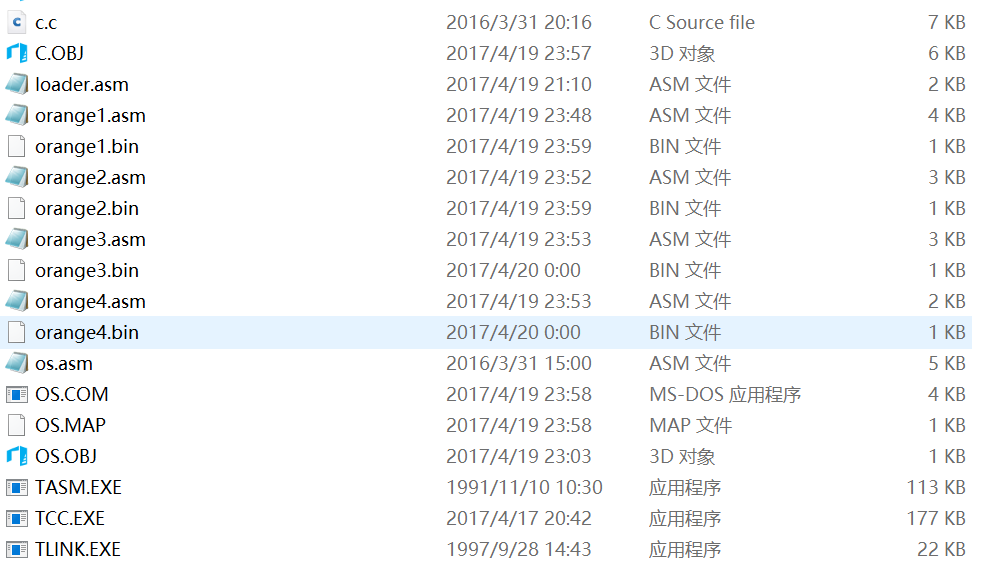 c.c 2016/3/31 20:16 C Source file 7 KB
C.OBJ 2017/4/19 23:57 3D 对象 6 KB
loader.asm 2017/4/19 21:10 ASM 文件 2 KB
orange1.asm 2017/4/19 23:48 ASM 文件 4 KB
orange1.bin 2017/4/19 23:59 BIN 文件 1 KB
orange2.asm 2017/4/19 23:52 ASM 文件 3 KB
orange2.bin 2017/4/19 23:59 BIN 文件 1 KB
orange3.asm 2017/4/19 23:53 ASM 文件 3 KB
orange3.bin 2017/4/20 0:00 BIN 文件 1 KB
orange4.asm 2017/4/19 23:53 ASM 文件 2 KB
orange4.bin 2017/4/20 0:00 BIN 文件 1 KB
os.asm 2016/3/31 15:00 ASM 文件 5 KB
OS.COM 2017/4/19 23:58 MS-DOS 应用程序 4 KB
OS.MAP 2017/4/19 23:58 MAP 文件 1 KB
OS.OBJ 2017/4/19 23:03 3D 对象 1 KB
TASM.EXE 1991/11/10 10:30 应用程序 113 KB
TCC.EXE 2017/4/17 20:42 应用程序 177 KB
TLINK.EXE 1997/9/28 14:43 应用程序 22 KB